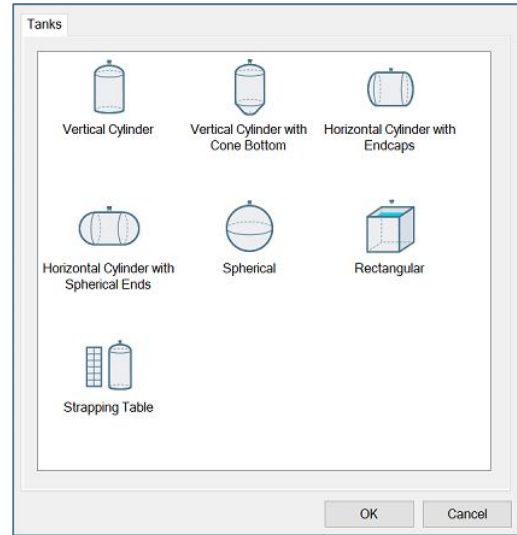 Tanks
Vertical Cylinder
Vertical Cylinder with
Cone Bottom
Horizontal Cylinder with
Endcaps
Horizontal Cylinder with
Spherical Ends
Spherical
Rectangular
Strapping Table
OK
Cancel